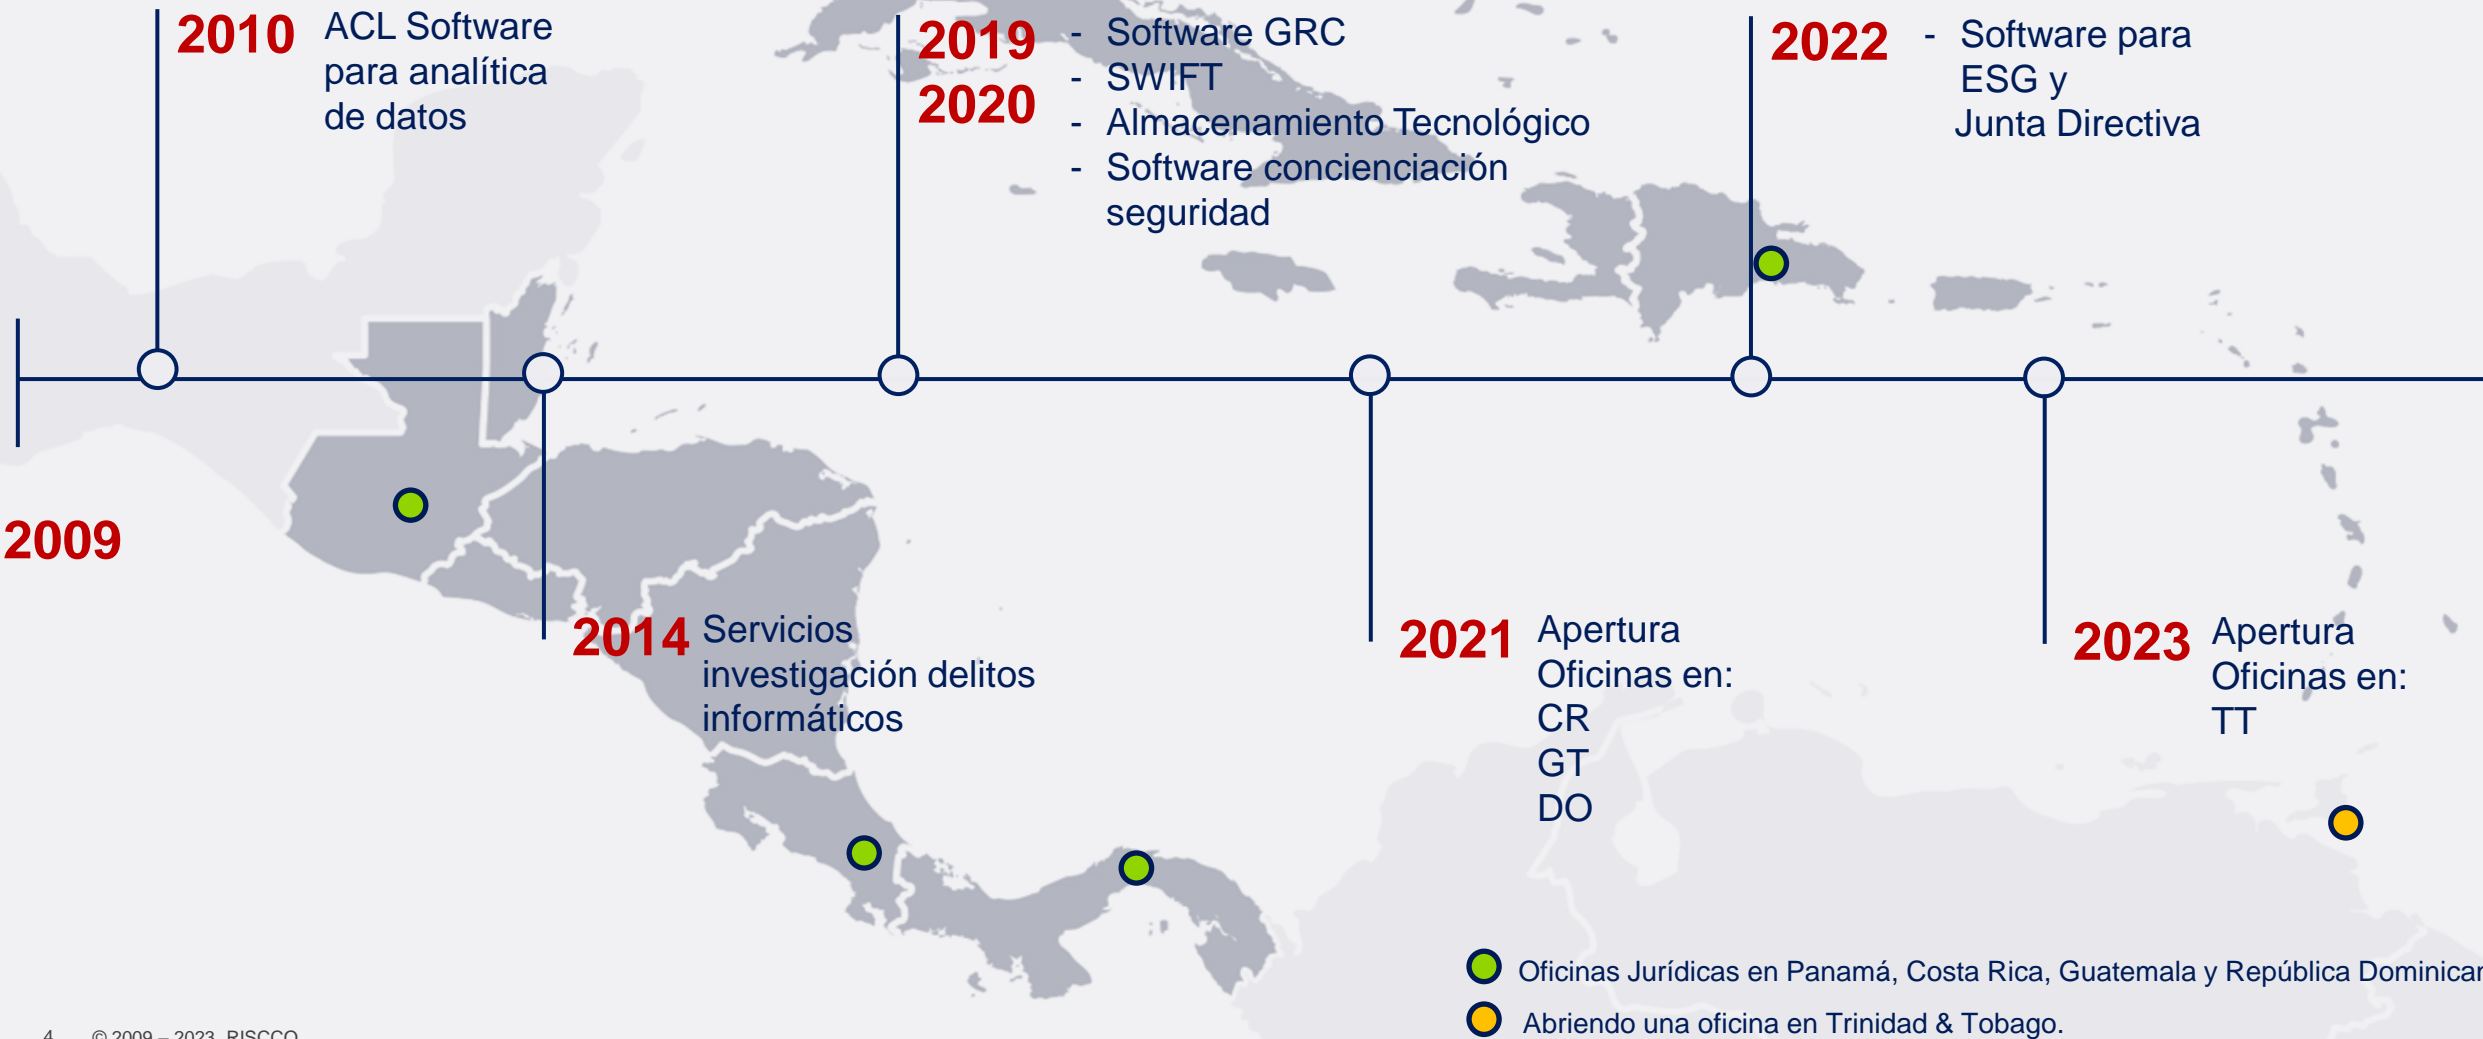 2010
ACL Software
para analítica
de datos
2019
2020
- Software GRC
- SWIFT
- Almacenamiento Tecnológico
- Software concienciación
seguridad
2022
- Software para
ESG y
Junta Directiva
2009
2014
Servicios
investigación delitos
informáticos
2021
Apertura
Oficinas en:
CR
GT
DO
2023
Apertura
Oficinas en:
TT
Oficinas Jurídicas en Panamá, Costa Rica, Guatemala y República
Abriendo una oficina en Trinidad & Tobago.
4 © 2009 – 2023 RISCCO